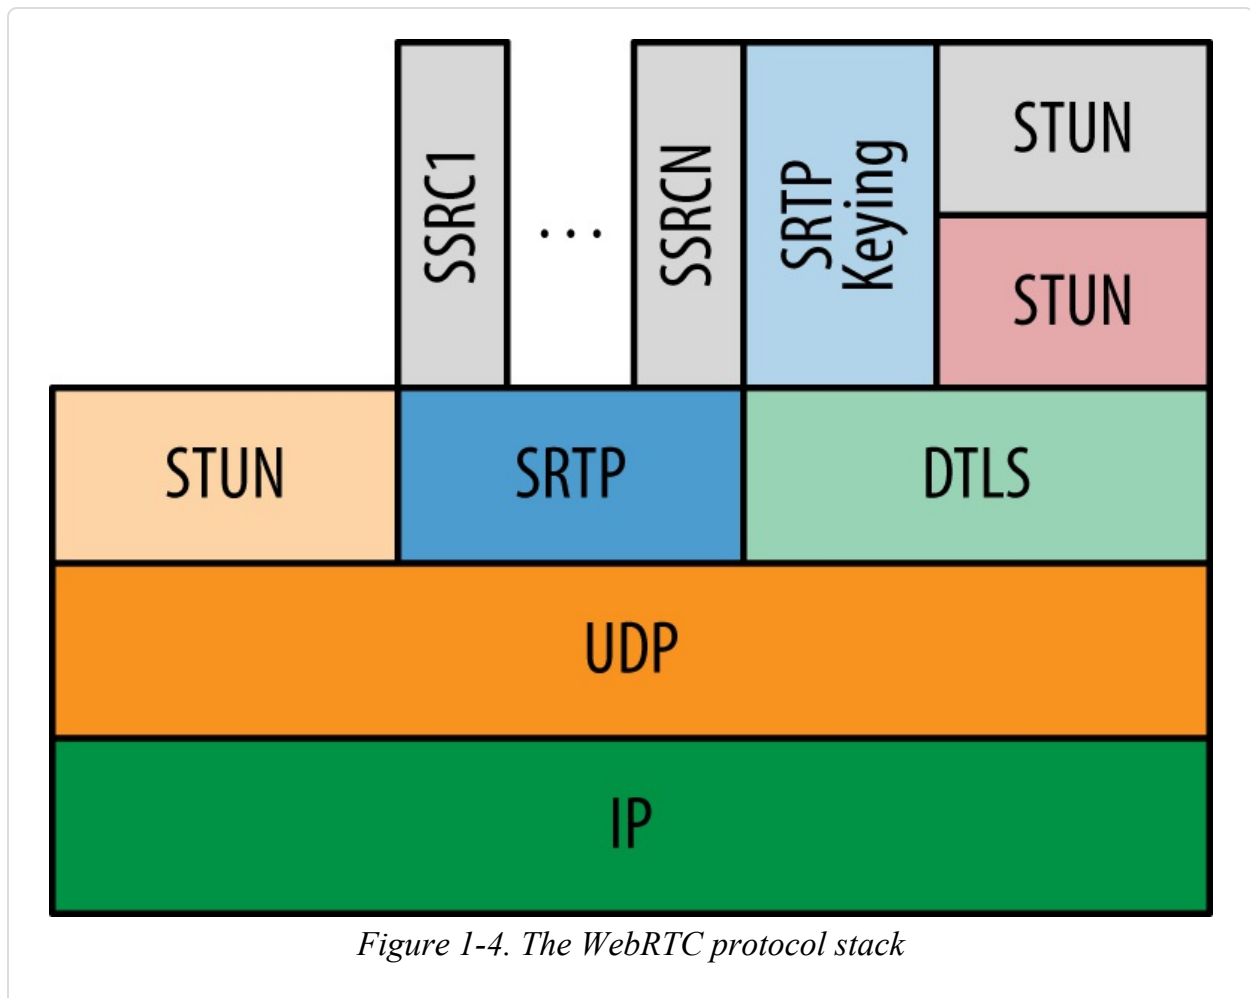 SSRC1
...
SSRCN
SRTP
Keying
STUN
STUN
STUN
SRTP
DTLS
UDP
IP
Figure 1-4. The WebRTC protocol stack